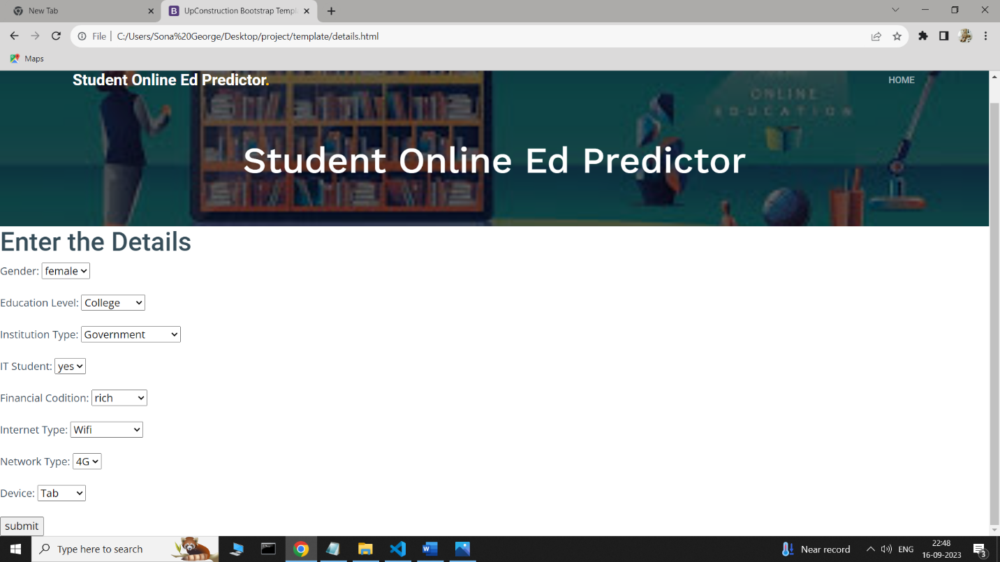 New Tab
UpConstruction Bootstrap Templ
File C:/Users/Sona%20George/Desktop/project/template/details.html
Maps
Student Online Ed Predictor.
HOME
ONLINE
EDUCATION
Student Online Ed Predictor
Enter the Details
Gender: female
Education Level: College
Institution Type: Government
IT Student: yes
Financial Codition: rich
Internet Type: Wifi
Network Type: 4G
Device: Tab
submit
Type here to search
Near record
ENG
22:48
16-09-2023
3